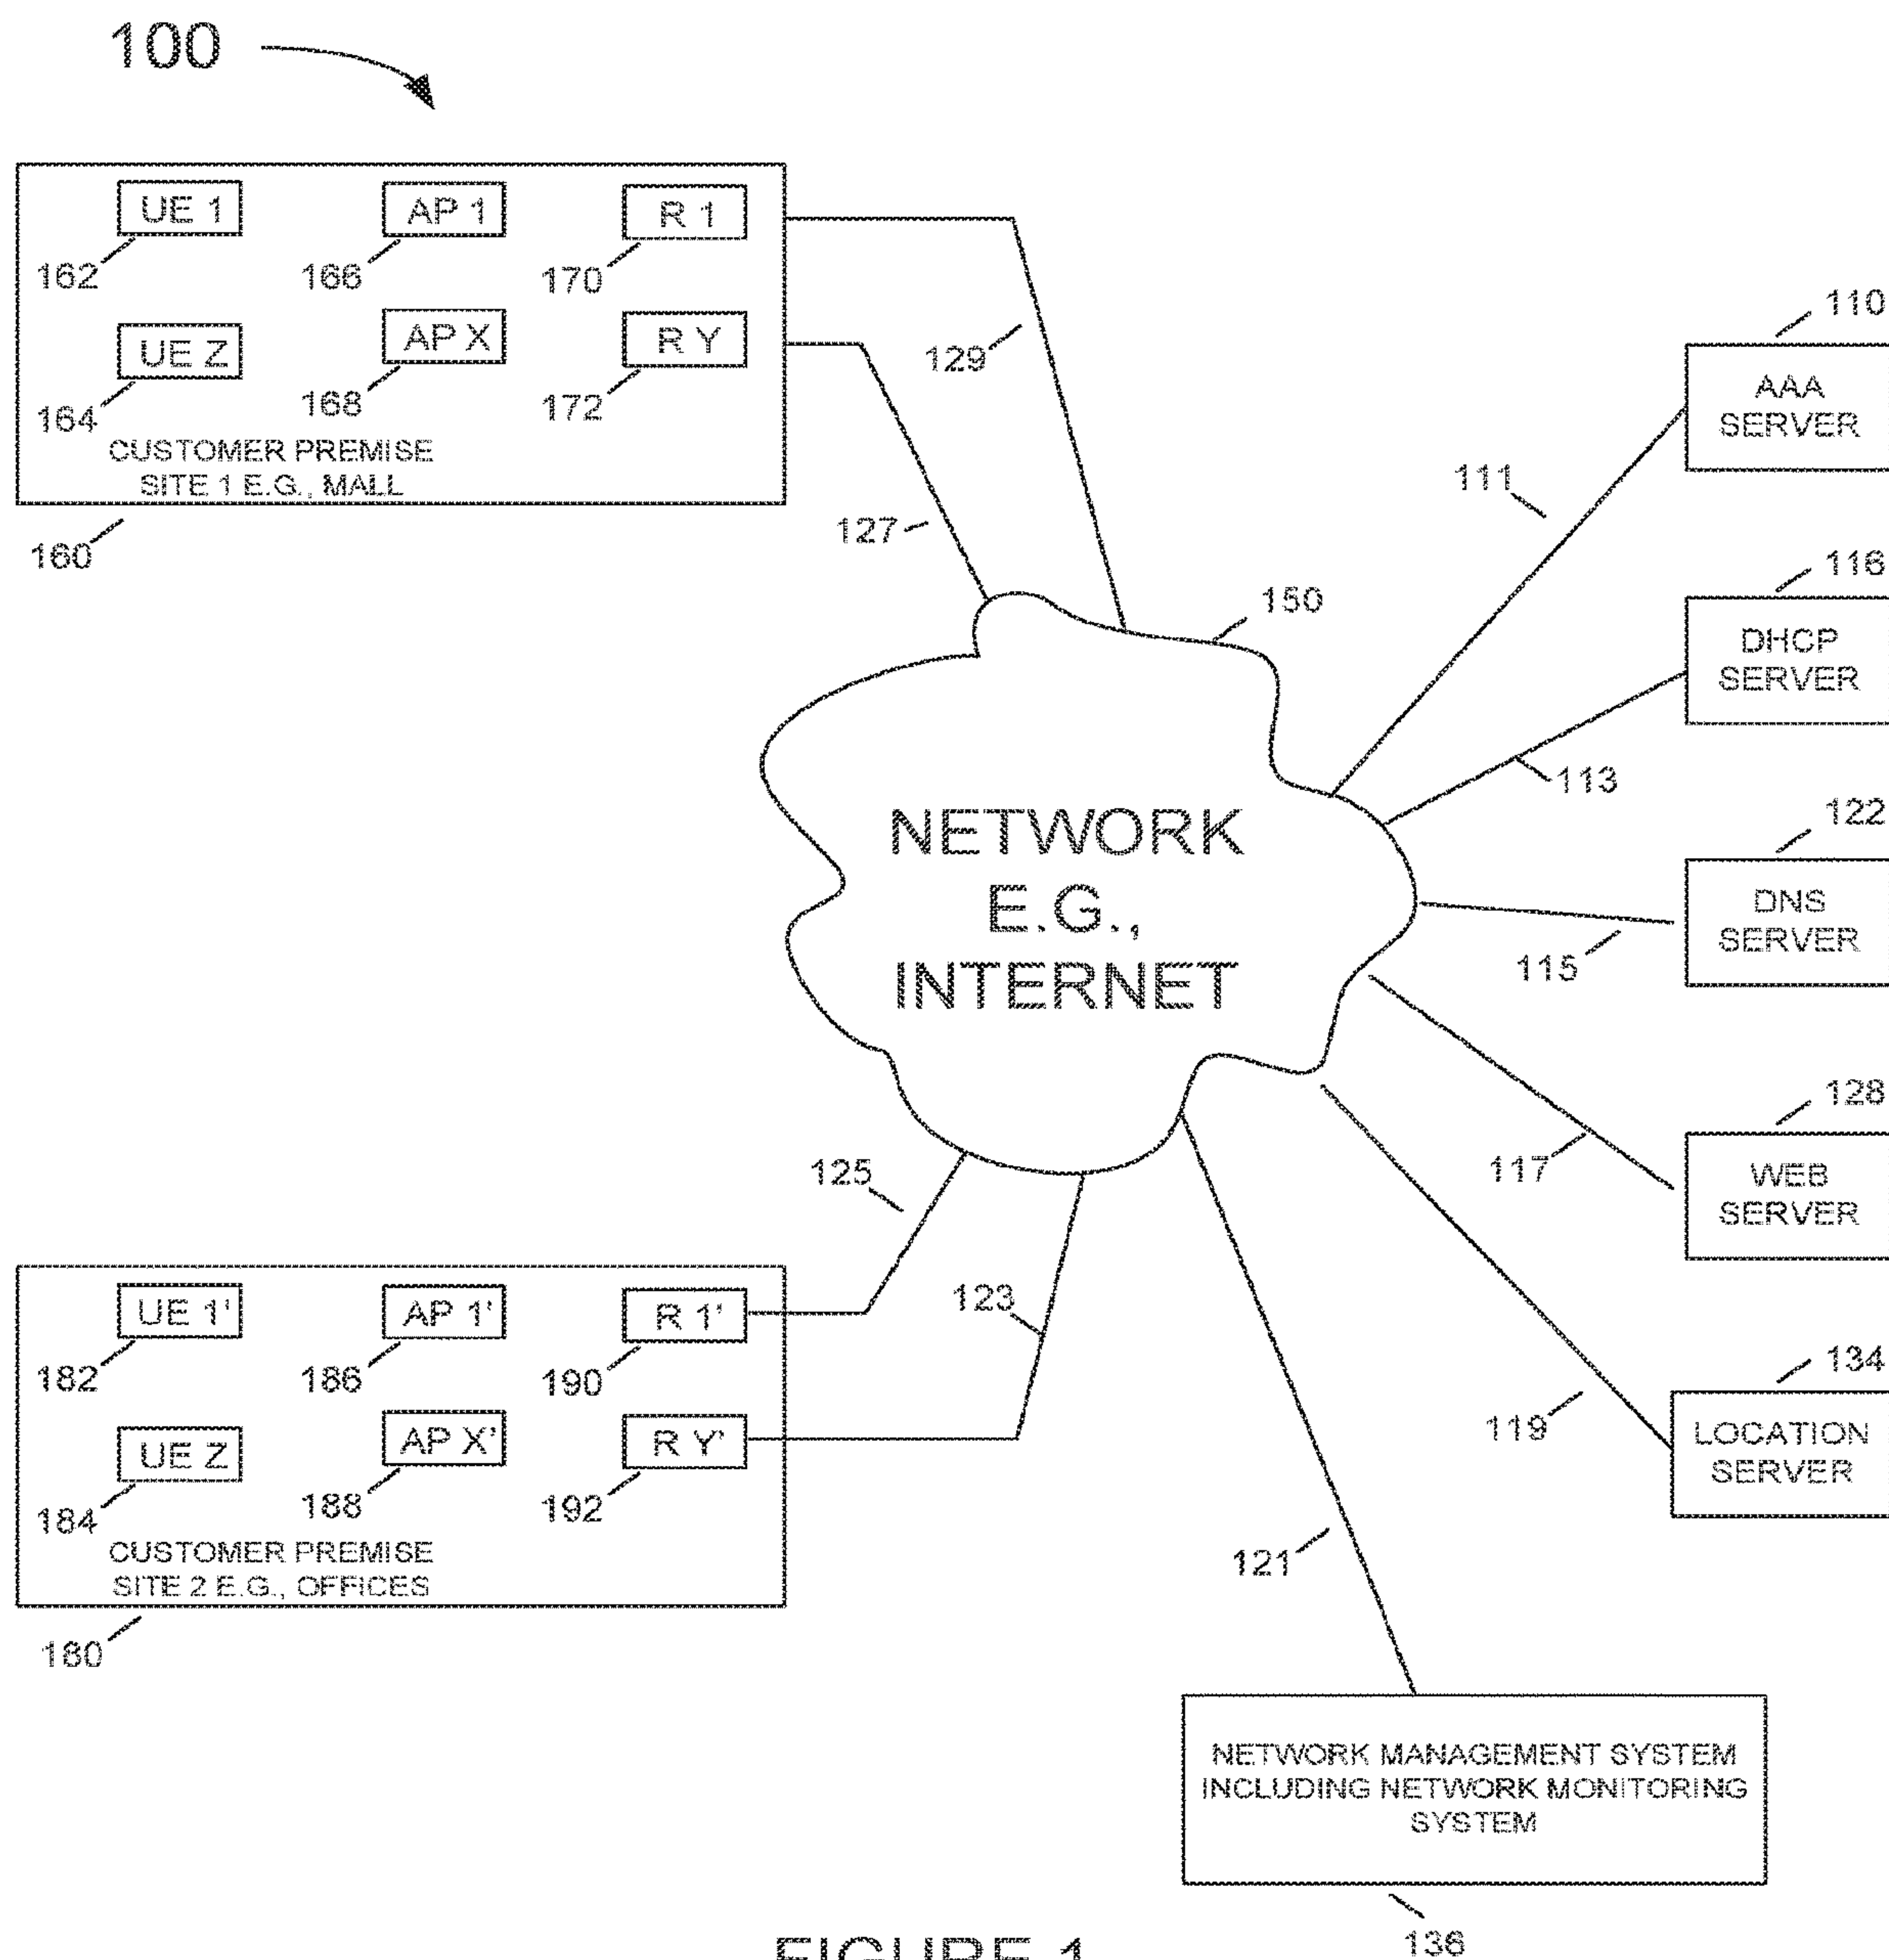 100
UE 1
AP 1
R 1
162
166
170
UE Z
AP X
R Y
164
168
172
CUSTOMER PREMISE
SITE 1 E.G., MALL
160
129
127
150
110
AAA
SERVER
111
116
DHCP
SERVER
113
122
DNS
SERVER
115
128
WEB
SERVER
117
134
LOCATION
SERVER
119
NETWORK
E.G.,
INTERNET
125
123
121
UE 1'
AP 1'
R 1'
182
186
190
UE Z
AP X'
R Y'
184
188
192
CUSTOMER PREMISE
SITE 2 E.G., OFFICES
180
NETWORK MANAGEMENT SYSTEM
INCLUDING NETWORK MONITORING
SYSTEM
136
FIGURE 1